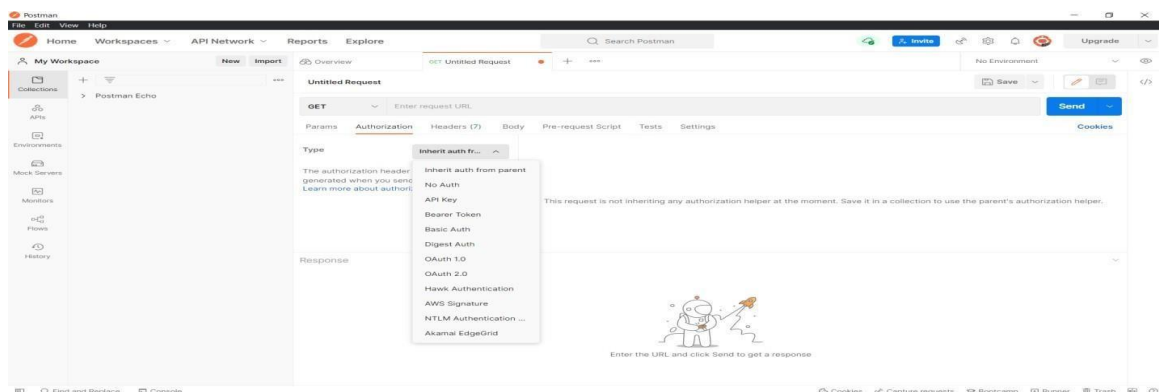 Postman
File Edit View Help
Home Workspaces API Network Reports Explore Search Postman Invite Upgrade
My Workspace New Import Overview GET Untitled Request No Environment
Collections
Postman Echo
APIs
Environments
Mock Servers
Monitors
Flows
History
Untitled Request Save
GET Enter request URL Send
Params Authorization Headers (7) Body Pre-request Script Tests Settings Cookies
Type Inherit auth fr...
The authorization header
generated when you send
Learn more about authori
Inherit auth from parent
No Auth
API Key
Bearer Token
Basic Auth
Digest Auth
OAuth 1.0
OAuth 2.0
Hawk Authentication
AWS Signature
NTLM Authentication ...
Akamai EdgeGrid
This request is not inheriting any authorization helper at the moment. Save it in a collection to use the parent's authorization helper.
Response
Enter the URL and click Send to get a response
Find and Replace Console Cookies Capture requests Bootcamp Runner Trash